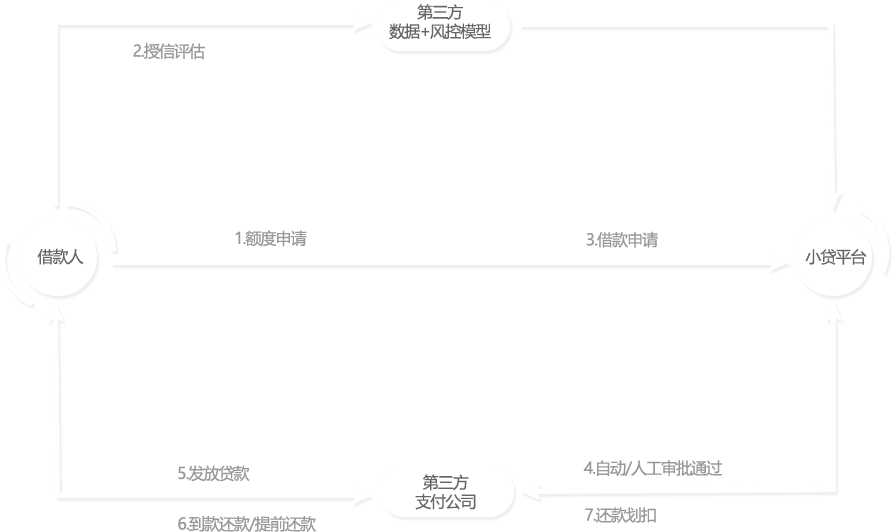 第三方
数据+风控模型
2.授信评估
1.额度申请
3.借款申请
借款人
小贷平台
5.发放贷款
4.自动/人工审批通过
第三方
支付公司
6.到款还款/提前还款
7.还款划扣